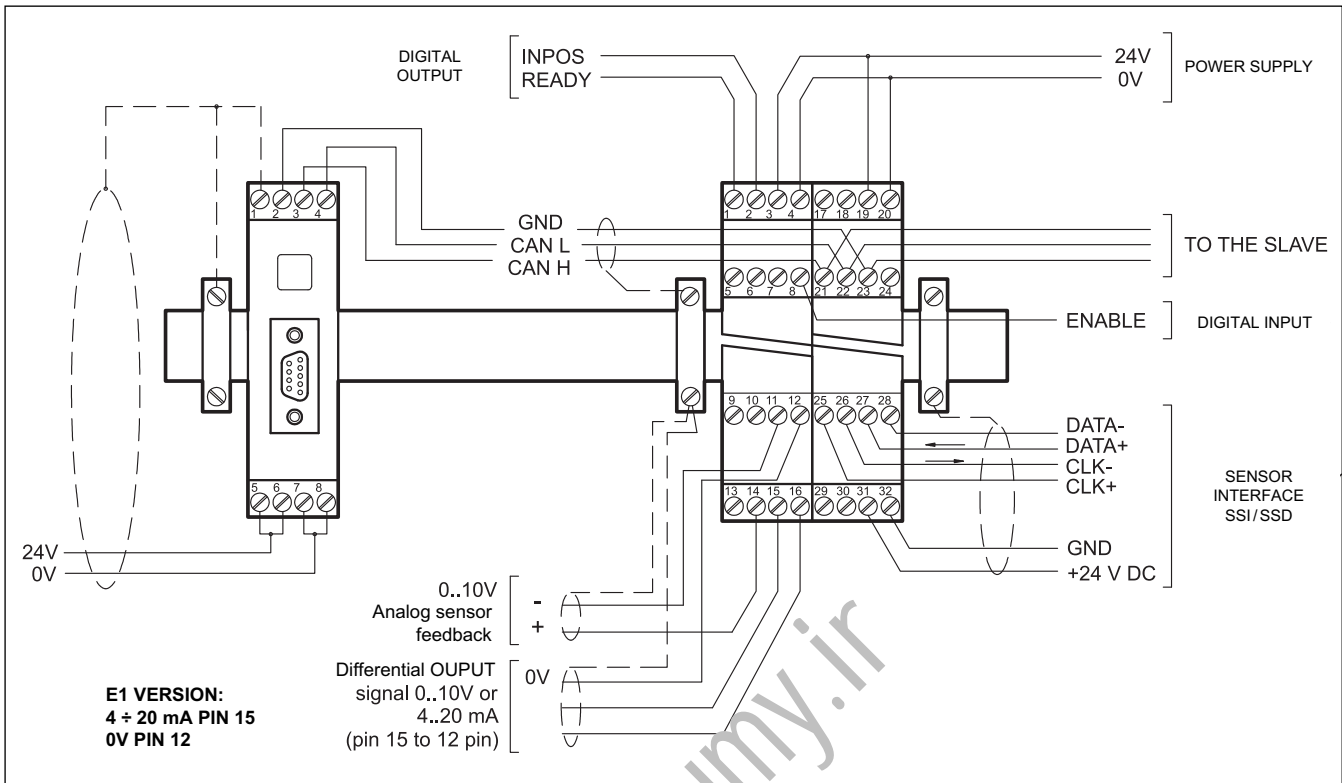 DIGITAL
OUTPUT
INPOS
READY
24V
0V
POWER SUPPLY
1 2 3 4
1 2 3 4 17 18 19 20
GND
CAN L
CAN H
TO THE SLAVE
5 6 7 8 21 22 23 24
ENABLE
DIGITAL INPUT
9 10 11 12 25 26 27 28
DATA-
DATA+
CLK-
CLK+
SENSOR
INTERFACE
SSI/SSD
5 6 7 8
13 14 15 16 29 30 31 32
GND
+24 V DC
24V
0V
0..10V
Analog sensor
feedback
-
+
Differential OUPUT
signal 0..10V or
4..20 mA
(pin 15 to 12 pin)
0V
E1 VERSION:
4 ÷ 20 mA PIN 15
0V PIN 12
my.ir